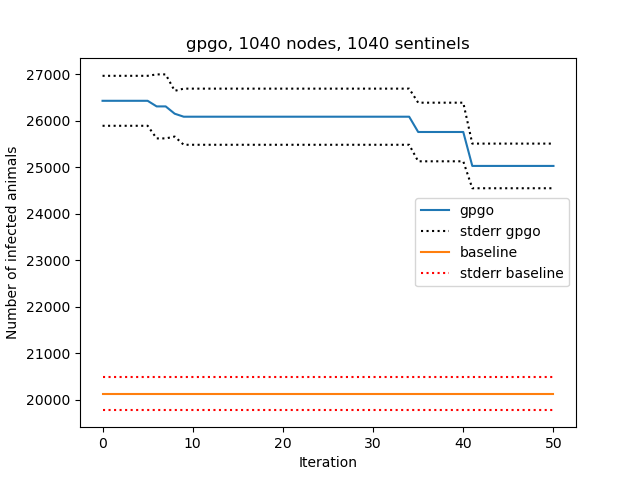 gpgo, 1040 nodes, 1040 sentinels
27000
26000
25000
24000
23000
22000
21000
20000
Number of infected animals
gpgo
stderr gpgo
baseline
stderr baseline
0 10 20 30 40 50
Iteration